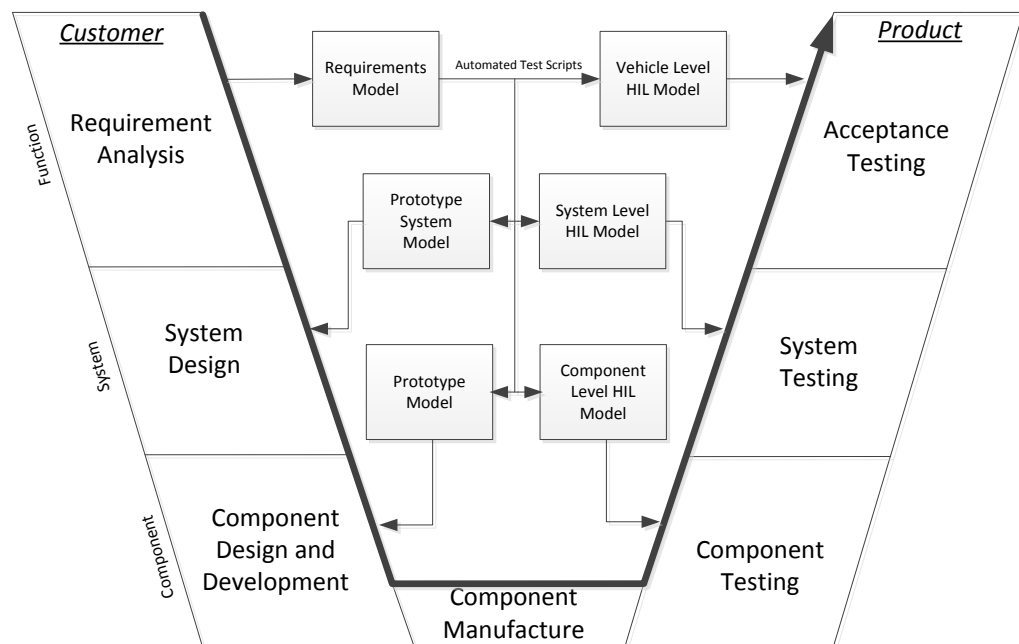 Customer
Product
Requirements
Model
Automated Test Scripts
Vehicle Level
HIL Model
Requirement
Analysis
Acceptance
Testing
Function
Prototype
System
Model
System Level
HIL Model
System
Design
System
Testing
System
Prototype
Model
Component
Level HIL
Model
Component
Design and
Development
Component
Testing
Component
Component
Manufacture